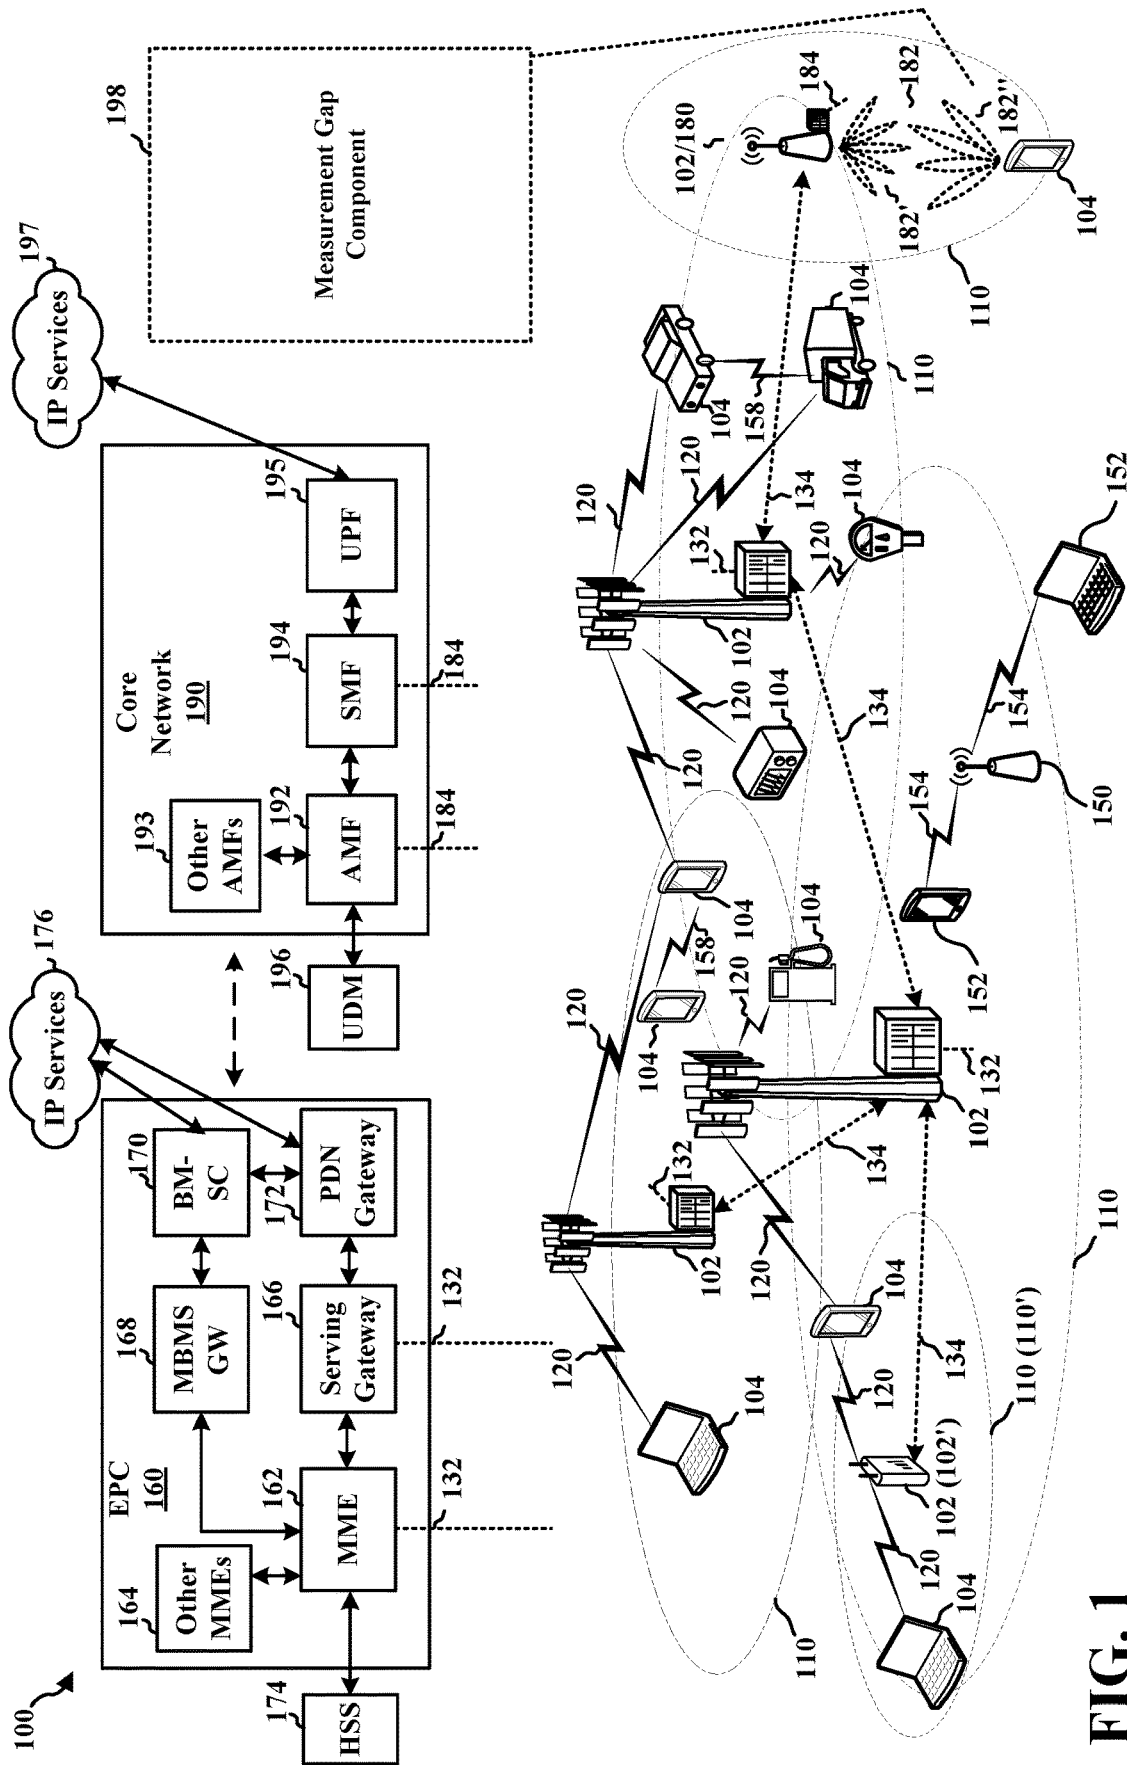 100
IP Services
176
IP Services
197
EPC
160
164
Other
MMEs
168
MBMS
GW
170
BM-
SC
Core
Network
190
193
Other
AMFs
198
Measurement Gap
Component
174
HSS
162
MME
166
Serving
Gateway
172
PDN
Gateway
196
UDM
192
AMF
194
SMF
195
UPF
132
132
184
184
120
120
120
120
120
104
104
158
104
104
132
102
134
120
104
120
104
132
102
134
120
104
158
104
110
102/180
184
182
182'
182"
104
110
110
120
104
134
132
102
134
104
120
102 (102')
120
104
134
110 (110')
110
152
154
150
154
152
FIG. 1